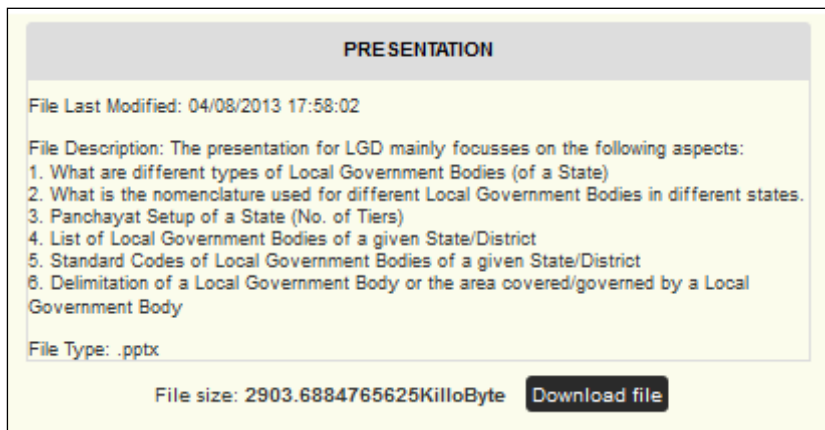 PRESENTATION
File Last Modified: 04/08/2013 17:58:02
File Description: The presentation for LGD mainly focusses on the following aspects:
1. What are different types of Local Government Bodies (of a State)
2. What is the nomenclature used for different Local Government Bodies in different states.
3. Panchayat Setup of a State (No. of Tiers)
4. List of Local Government Bodies of a given State/District
5. Standard Codes of Local Government Bodies of a given State/District
6. Delimitation of a Local Government Body or the area covered/governed by a Local
Government Body
File Type: .pptx
File size: 2903.6884765625KilloByte Download file